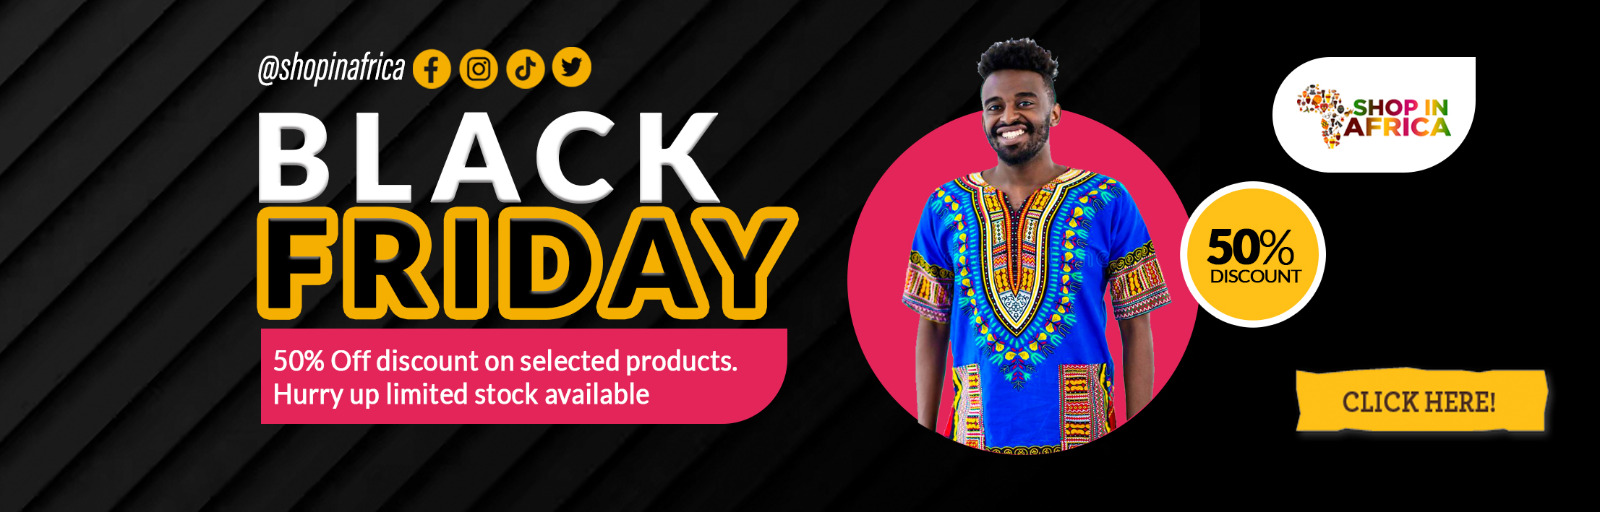 @shopinafrica
BLACK
FRIDAY
50% Off discount on selected products.
Hurry up limited stock available
SHOP IN
AFRICA
50%
DISCOUNT
CLICK HERE!